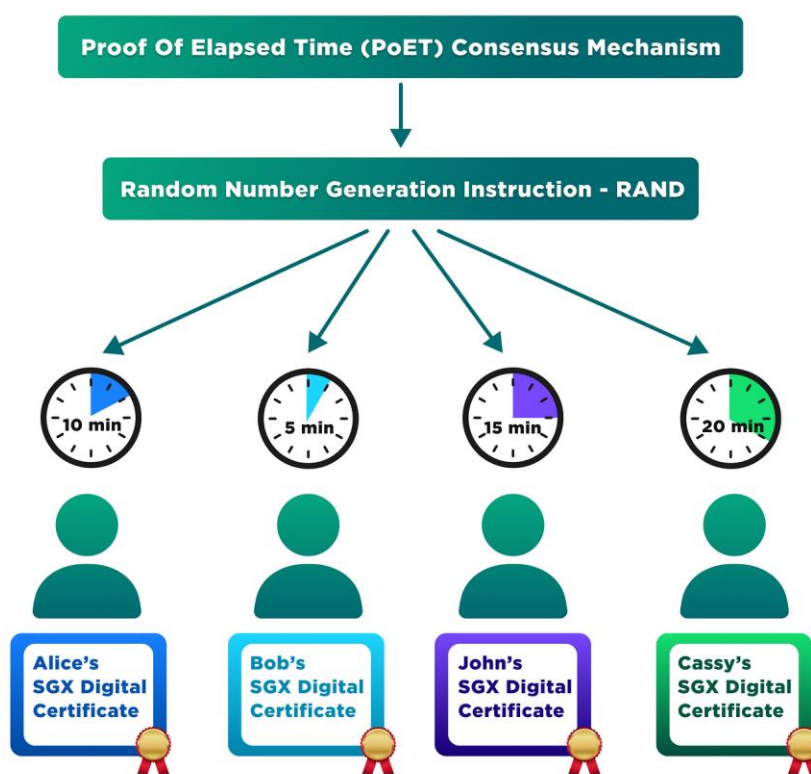 Proof Of Elapsed Time (PoET) Consensus Mechanism
Random Number Generation Instruction - RAND
10 min
5 min
15 min
20 min
Alice's
SGX Digital
Certificate
Bob's
SGX Digital
Certificate
John's
SGX Digital
Certificate
Cassy's
SGX Digital
Certificate